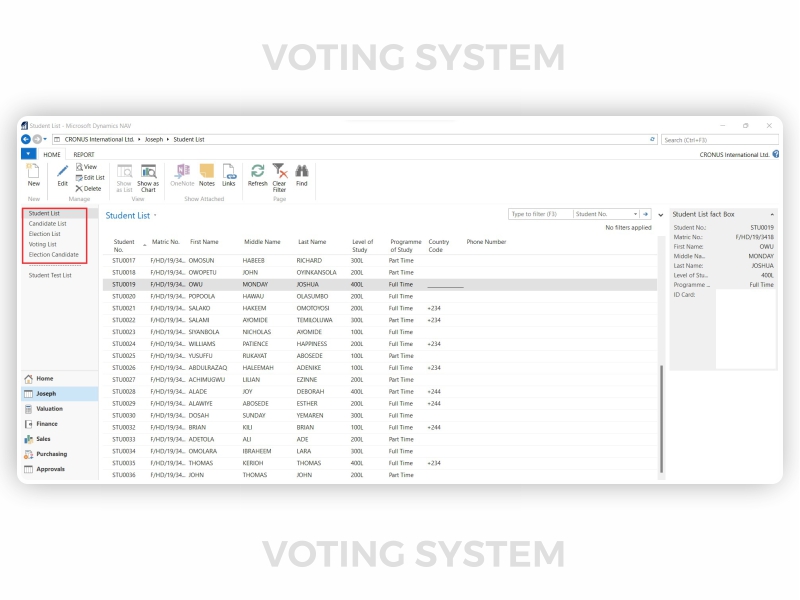 VOTING SYSTEM
Student List - Microsoft Dynamics NAV
CRONUS International Ltd. Joseph Student List
Search (Ctrl+F3)
HOME REPORT
CRONUS International Ltd.
New
Edit
View
Edit List
Delete
Show as List
Show as Chart
OneNote
Notes
Links
Refresh
Clear Filter
Find
New Manage View Show Attached Page
Student List
Candidate List
Election List
Voting List
Election Candidate
Student Test List
Home
Joseph
Valuation
Finance
Sales
Purchasing
Approvals
Student List
Type to filter (F3) Student No.
No filters applied
Student No. Matric No. First Name Middle Name Last Name Level of Study Programme of Study Country Code Phone Number
STU0017 F/HD/19/34... OMOSUN HABEEB RICHARD 300L Part Time
STU0018 F/HD/19/34... OWOPETU JOHN OYINKANSOLA 200L Part Time
STU0019 F/HD/19/34... OWU MONDAY JOSHUA 400L Full Time
STU0020 F/HD/19/34... POPOOLA HAWAU OLASUMBO 200L Full Time
STU0021 F/HD/19/34... SALAKO HAKEEM OMOTOYOSI 200L Full Time +234
STU0022 F/HD/19/34... SALAMI AYOMIDE TEMILOLUWA 300L Part Time +234
STU0023 F/HD/19/34... SIYANBOLA NICHOLAS AYOMIDE 100L Full Time
STU0024 F/HD/19/34... WILLIAMS PATIENCE HAPPINESS 200L Full Time +234
STU0025 F/HD/19/34... YUSUFFU RUKAYAT ABOSEDE 100L Part Time
STU0026 F/HD/19/34... ABDULRAZAQ HALEEMAH ADENIKE 100L Full Time +234
STU0027 F/HD/19/34... ACHIMUGWU LILIAN EZINNE 200L Part Time
STU0028 F/HD/19/34... ALADE JOY DEBORAH 400L Full Time +244
STU0029 F/HD/19/34... ALAWIYE ABOSEDE ESTHER 200L Full Time +244
STU0030 F/HD/19/34... DOSAH SUNDAY YEMAREN 300L Full Time
STU0032 F/HD/19/34... BRIAN KILI BRIAN 100L Full Time +244
STU0033 F/HD/19/34... ADETOLA ALI ADE 200L Part Time
STU0034 F/HD/19/34... OMOLARA IBRAHEEM LARA 300L Full Time
STU0035 F/HD/19/34... THOMAS KERIOH THOMAS 400L Full Time +234
STU0036 F/HD/19/34... JOHN THOMAS JOHN 200L Part Time
Student List fact Box
Student No.: STU0019
Matric No.: F/HD/19/3418
First Name: OWU
Middle Na... MONDAY
Last Name: JOSHUA
Level of Stu... 400L
Programme ... Full Time
ID Card:
VOTING SYSTEM